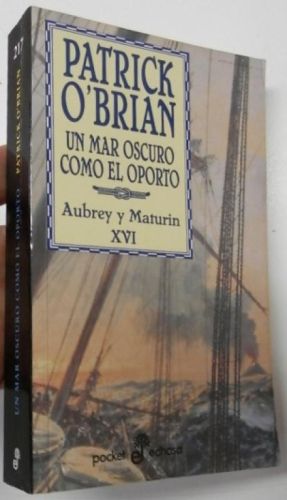 PATRICK
O'BRIAN
UN MAR OSCURO
COMO EL OPORTO
Aubrey y Maturin
XVI
pocket edhasa
UN MAR OSCURO COMO EL OPORTO PATRICK O'BRIAN